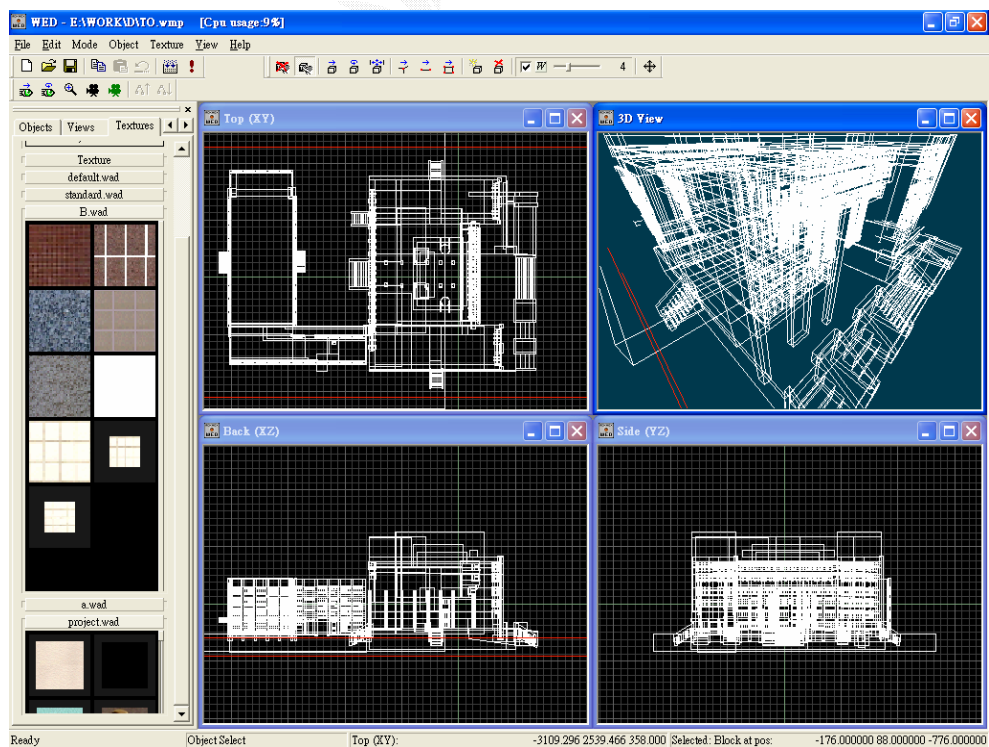 WED - E:\WORK\D\TO.wmp [Cpu usage:9%]
File Edit Mode Object Texture View Help
4
Objects Views Textures
Texture
default.wad
standard.wad
B.wad
a.wad
project.wad
Top (XY)
3D View
Back (XZ)
Side (YZ)
Ready Object Select Top (XY): -3109.296 2539.466 358.000 Selected: Block at pos: -176.000000 88.000000 -776.000000